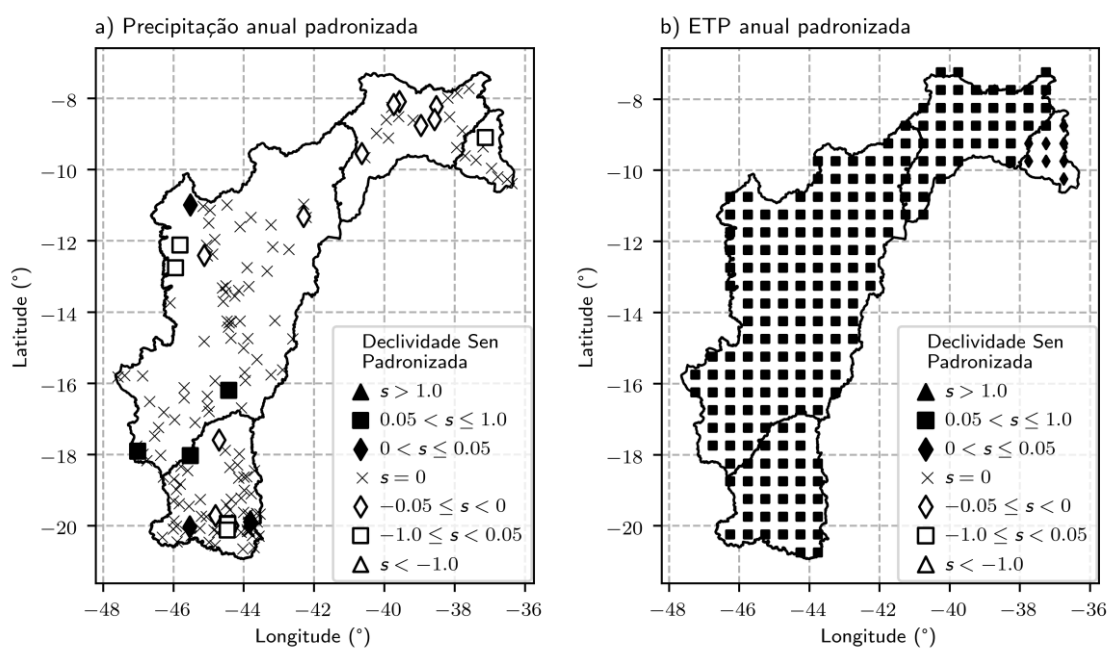 a) Precipitação anual padronizada
−8
−10
−12
−14
−16
−18
−20
Latitude (°)
Declividade Sen
Padronizada
s > 1.0
0.05 < s ≤ 1.0
0 < s ≤ 0.05
s = 0
−0.05 ≤ s < 0
−1.0 ≤ s < 0.05
s < −1.0
−48 −46 −44 −42 −40 −38 −36
Longitude (°)
b) ETP anual padronizada
−8
−10
−12
−14
−16
−18
−20
Latitude (°)
Declividade Sen
Padronizada
s > 1.0
0.05 < s ≤ 1.0
0 < s ≤ 0.05
s = 0
−0.05 ≤ s < 0
−1.0 ≤ s < 0.05
s < −1.0
−48 −46 −44 −42 −40 −38 −36
Longitude (°)